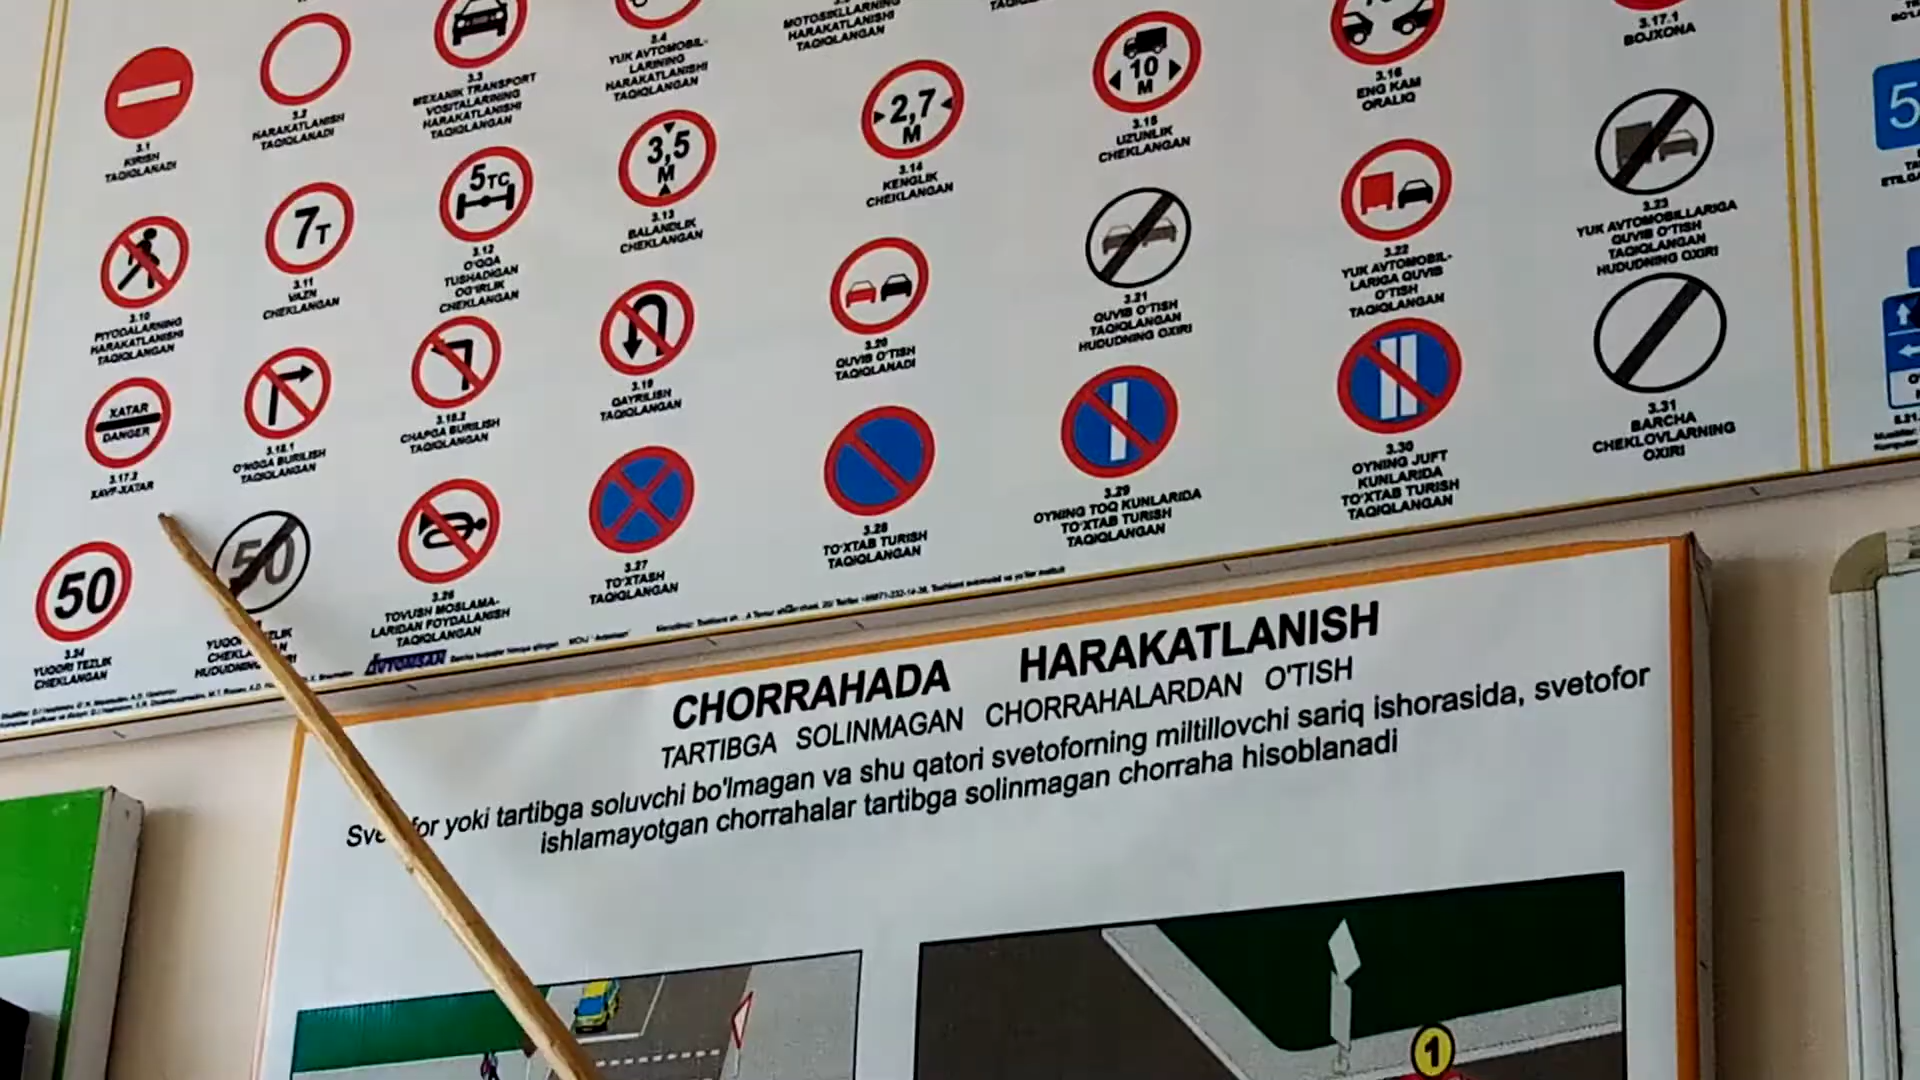 3.1
KIRISH
TAQIQLANADI
3.2
HARAKATLANISH
TAQIQLANADI
3.3
MEXANIK TRANSPORT
VOSITALARINING
HARAKATLANISHI
TAQIQLANGAN
3.4
YUK AVTOMOBIL-
LARINING
HARAKATLANISHI
TAQIQLANGAN
MOTOSIKLLARNING
HARAKATLANISHI
TAQIQLANGAN
10
M
3.15
UZUNLIK
CHEKLANGAN
3.16
ENG KAM
ORALIQ
3.17.1
BOJXONA
3.10
PIYODALARNING
HARAKATLANISHI
TAQIQLANGAN
7T
3.11
VAZN
CHEKLANGAN
5TC
3.12
O'QQA
TUSHADIGAN
OG'IRLIK
CHEKLANGAN
3,5
M
3.13
BALANDLIK
CHEKLANGAN
2,7
M
3.14
KENGLIK
CHEKLANGAN
3.21
QUVIB O'TISH
TAQIQLANGAN
HUDUDNING OXIRI
3.22
YUK AVTOMOBIL-
LARIGA QUVIB
O'TISH
TAQIQLANGAN
3.23
YUK AVTOMOBILLARIGA
QUVIB O'TISH
TAQIQLANGAN
HUDUDNING OXIRI
XATAR
DANGER
3.17.2
XAVF-XATAR
3.18.1
O'NGGA BURILISH
TAQIQLANGAN
3.18.2
CHAPGA BURILISH
TAQIQLANGAN
3.19
QAYRILISH
TAQIQLANGAN
3.20
QUVIB O'TISH
TAQIQLANADI
3.29
OYNING TOQ KUNLARIDA
TO'XTAB TURISH
TAQIQLANGAN
3.30
OYNING JUFT
KUNLARIDA
TO'XTAB TURISH
TAQIQLANGAN
3.31
BARCHA
CHEKLOVLARNING
OXIRI
50
3.24
YUQORI TEZLIK
CHEKLANGAN
50
3.26
TOVUSH MOSLAMA-
LARIDAN FOYDALANISH
TAQIQLANGAN
3.27
TO'XTASH
TAQIQLANGAN
3.28
TO'XTAB TURISH
TAQIQLANGAN
5
CHORRAHADA HARAKATLANISH
TARTIBGA SOLINMAGAN CHORRAHALARDAN O'TISH
yoki tartibga soluvchi bo'lmagan va shu qatori svetoforning miltillovchi sariq ishorasida, svetofor
ishlamayotgan chorrahalar tartibga solinmagan chorraha hisoblanadi
1